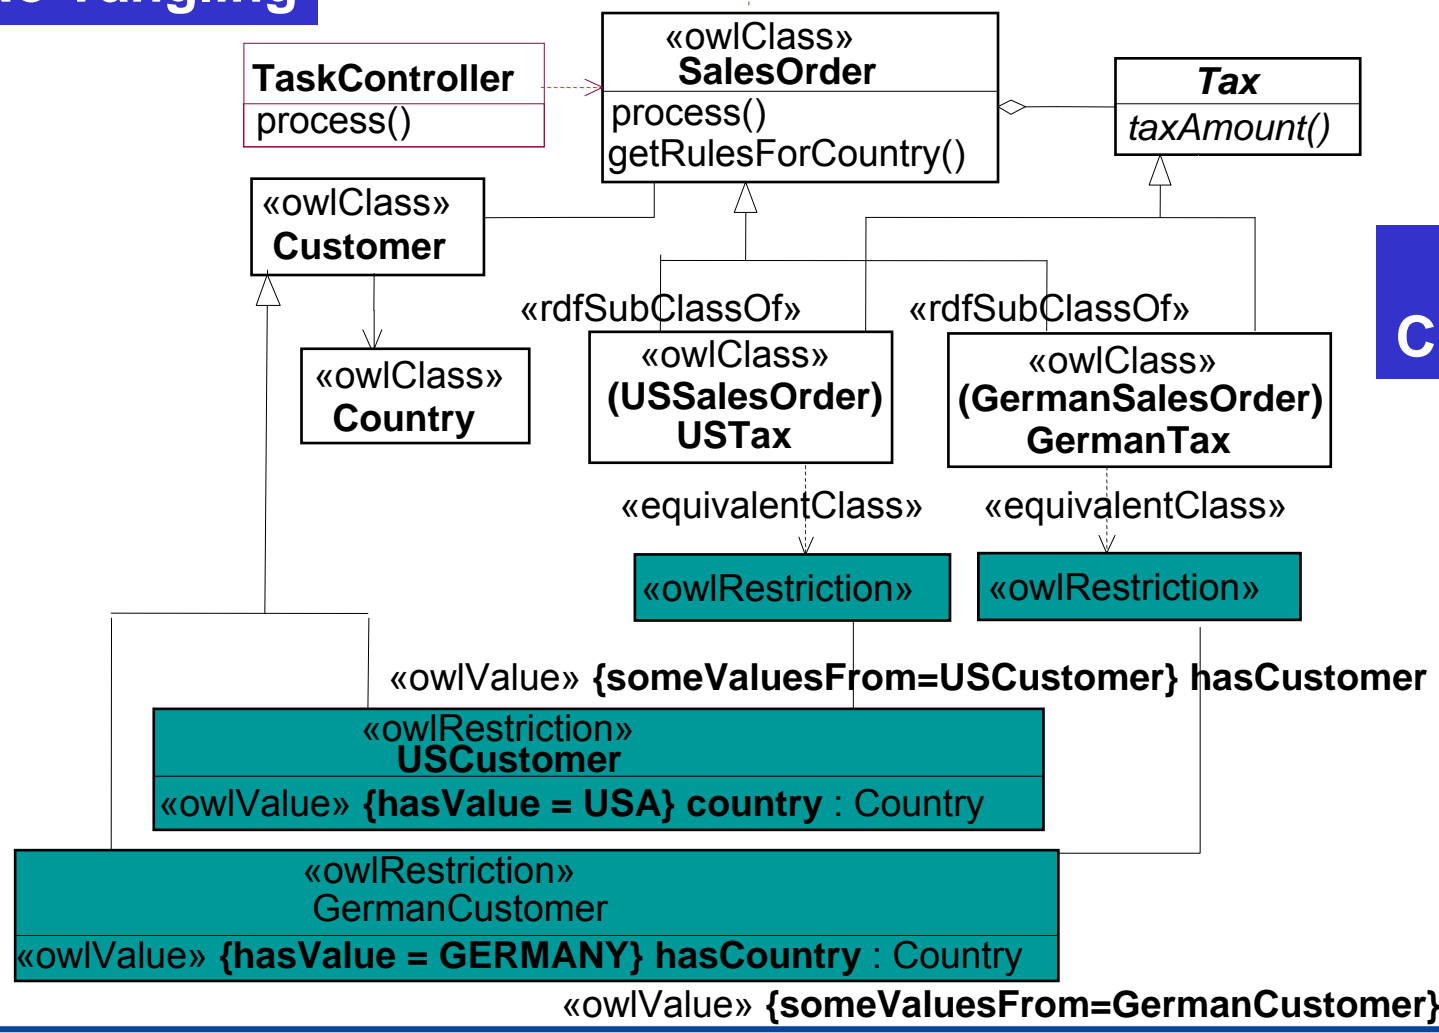 Tangling
«owlClass»
SalesOrder
process()
getRulesForCountry()
TaskController
process()
Tax
taxAmount()
«owlClass»
Customer
«owlClass»
Country
«rdfSubClassOf»
«rdfSubClassOf»
«owlClass»
(USSalesOrder)
USTax
«owlClass»
(GermanSalesOrder)
GermanTax
C
«equivalentClass»
«equivalentClass»
«owlRestriction»
«owlRestriction»
«owlValue» {someValuesFrom=USCustomer} hasCustomer
«owlRestriction»
USCustomer
«owlValue» {hasValue = USA} country : Country
«owlRestriction»
GermanCustomer
«owlValue» {hasValue = GERMANY} hasCountry : Country
«owlValue» {someValuesFrom=GermanCustomer}